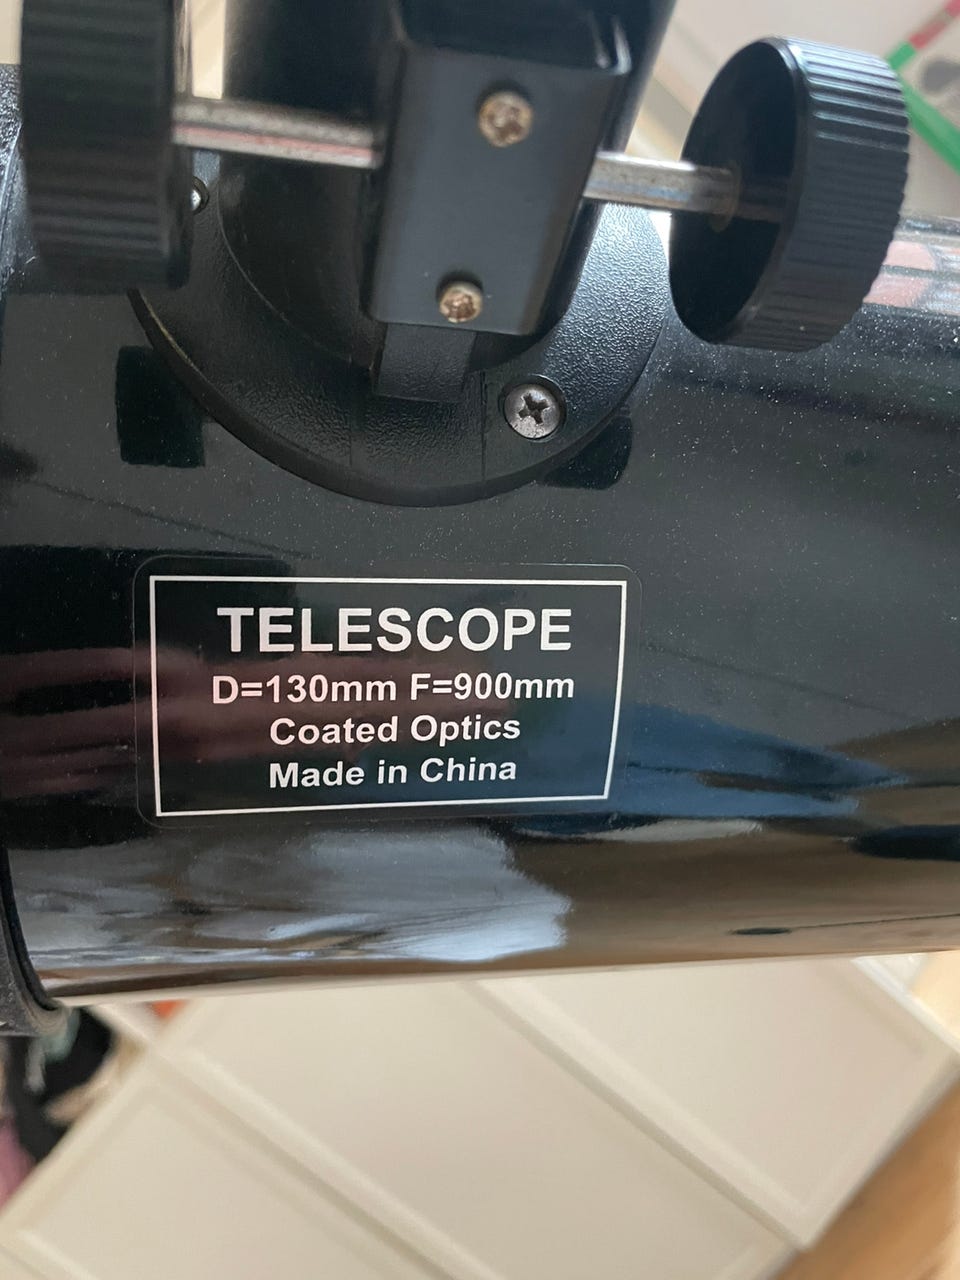 TELESCOPE
D=130mm F=900mm
Coated Optics
Made in China